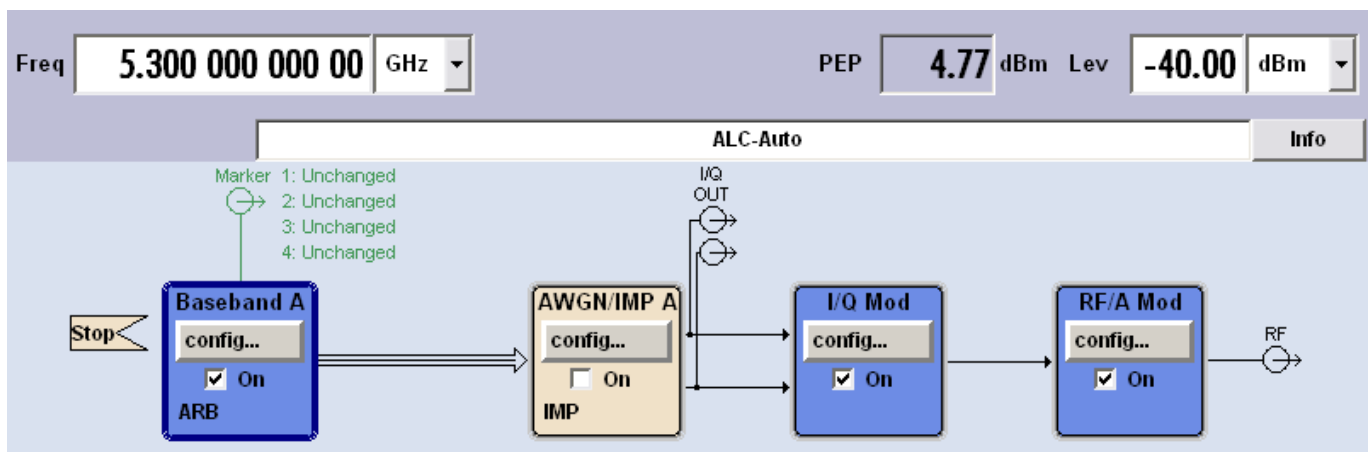 Freq 5.300 000 000 00 GHz PEP 4.77 dBm Lev -40.00 dBm
ALC-Auto Info
Marker 1: Unchanged
2: Unchanged
3: Unchanged
4: Unchanged
I/Q
OUT
Baseband A AWGN/IMP A I/Q Mod RF/A Mod
Stop config... config... config... config... RF
On On On On
ARB IMP